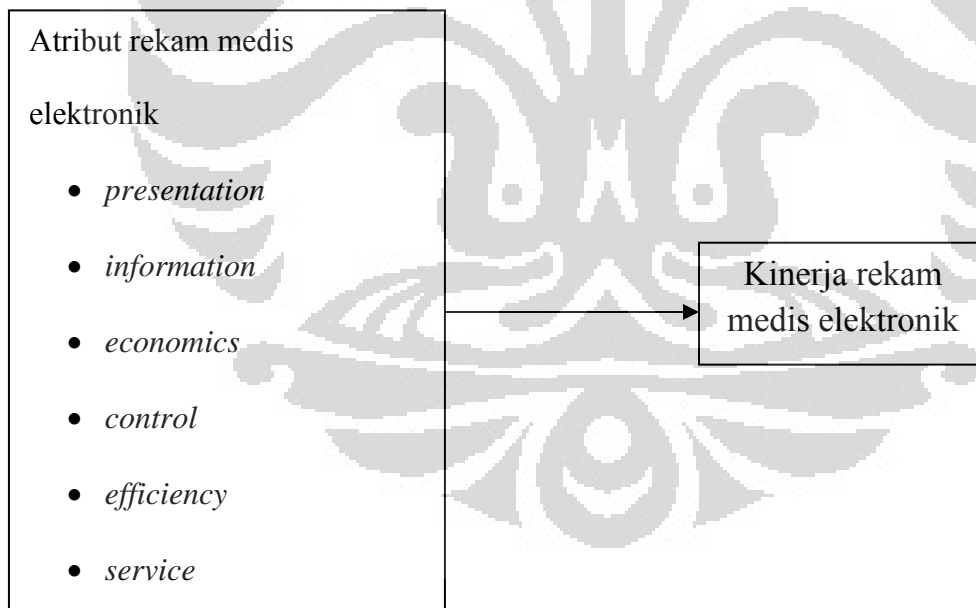 Atribut rekam medis
elektronik
• presentation
• information
• economics
• control
• efficiency
• service
Kinerja rekam
medis elektronik